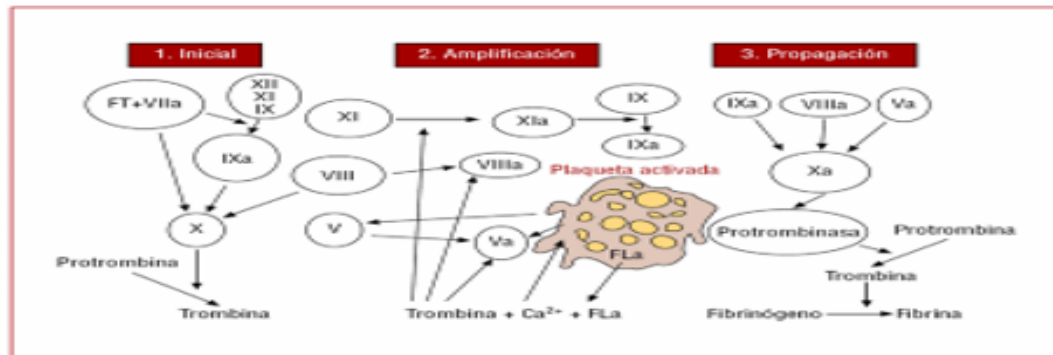 1. Inicial
2. Amplificación
3. Propagación
FT+VIIa
XII
XI
IX
IXa
X
Protrombina
Trombina
XI
XIa
IX
IXa
VIII
VIIIa
Plaqueta activada
V
Va
FLa
Trombina + Ca²⁺ + FLa
IXa
VIIIa
Va
Xa
Protrombinasa
Protrombina
Trombina
Fibrinógeno
Fibrina